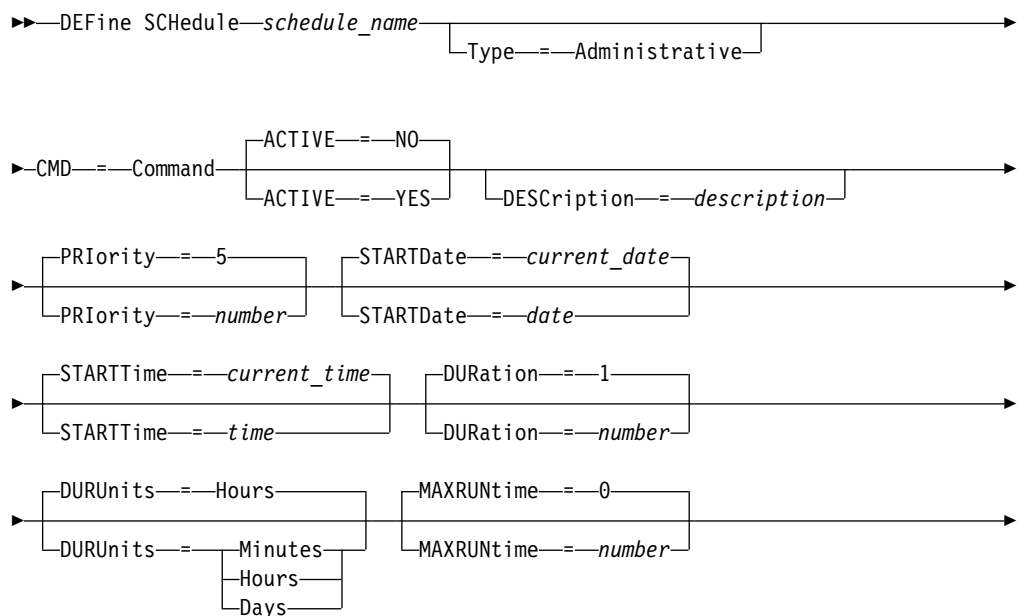 DEFine SCHedule schedule_name
Type = Administrative
ACTIVE = NO
CMD = Command
ACTIVE = YES
DESCription = description
PRIority = 5
STARTDate = current_date
PRIority = number
STARTDate = date
STARTTime = current_time
DURation = 1
STARTTime = time
DURation = number
DURUnits = Hours
MAXRUNtime = 0
DURUnits = Minutes
MAXRUNtime = number
Hours
Days